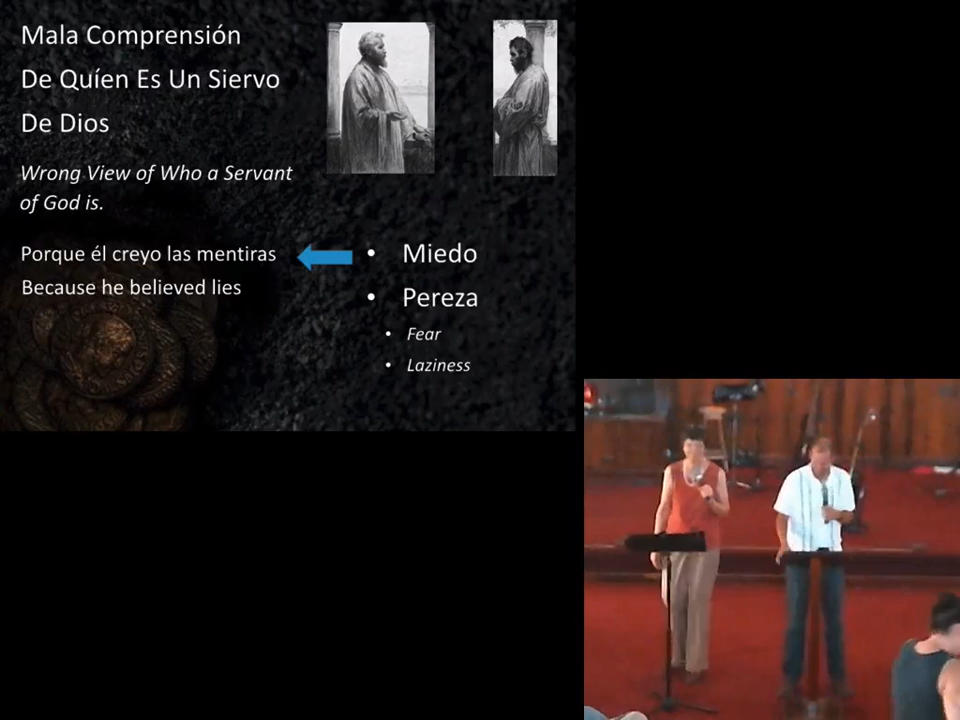 Mala Comprensión
De Quíen Es Un Siervo
De Dios
Wrong View of Who a Servant
of God is.
Porque él creyo las mentiras
Because he believed lies
• Miedo
• Pereza
• Fear
• Laziness